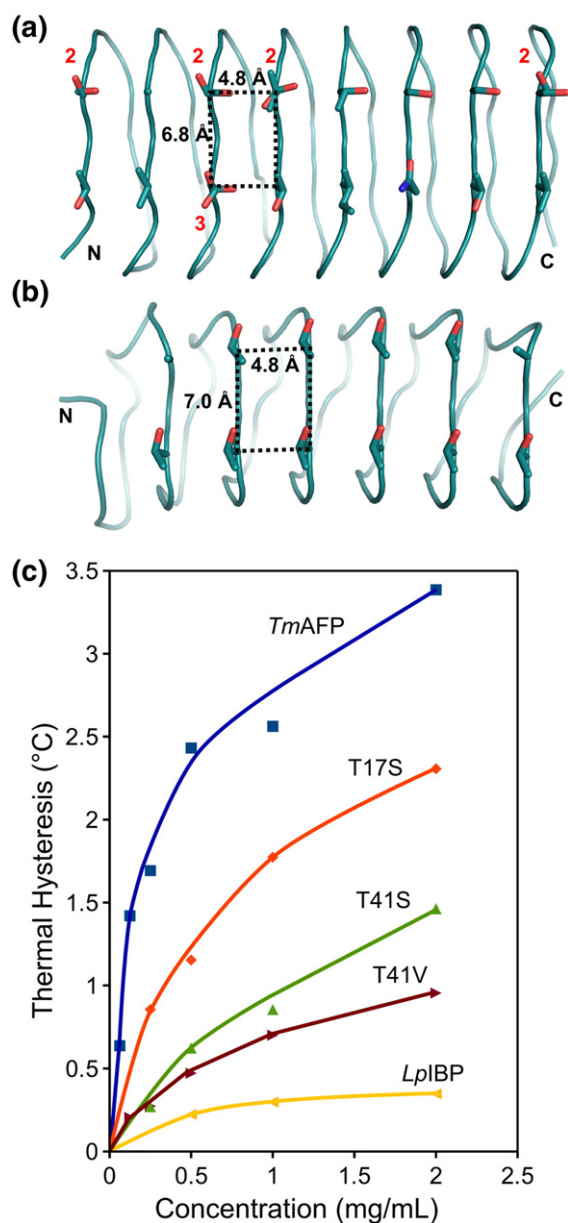 (a)
2 2 2 2
4.8 Å
6.8 Å
3
N C
(b)
4.8 Å
7.0 Å
N C
(c)
3.5
3
2.5
2
1.5
1
0.5
0
Thermal Hysteresis (°C)
TmAFP
T17S
T41S
T41V
LpIBP
0 0.5 1 1.5 2 2.5
Concentration (mg/mL)